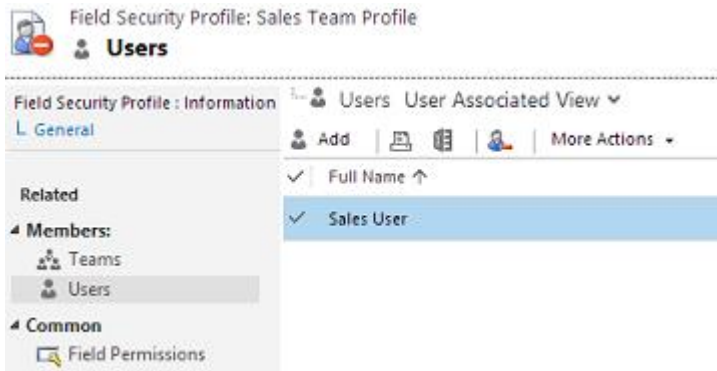 Field Security Profile: Sales Team Profile
Users
Field Security Profile : Information
General
Users User Associated View
Add More Actions
Full Name ↑
Sales User
Related
Members:
Teams
Users
Common
Field Permissions